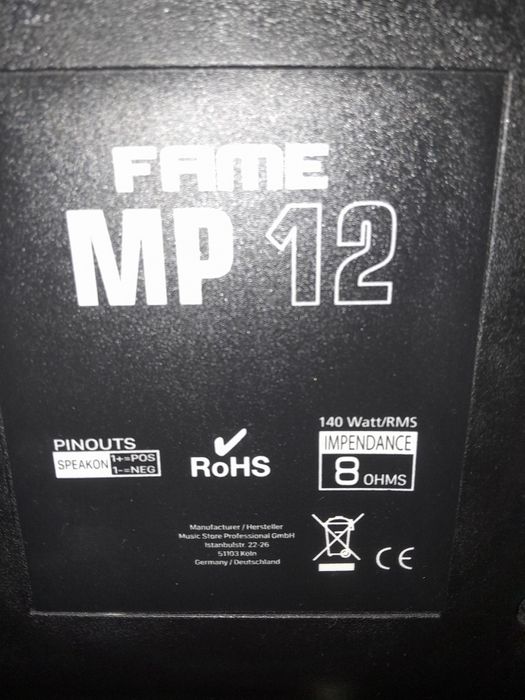 FAME
MP 12
140 Watt/RMS
PINOUTS
SPEAKON 1+=POS
1-=NEG
RoHS
IMPENDANCE
8 OHMS
Manufacturer / Hersteller
Music Store Professional GmbH
Istanbulstr. 22-26
51103 Köln
Germany / Deutschland
CE